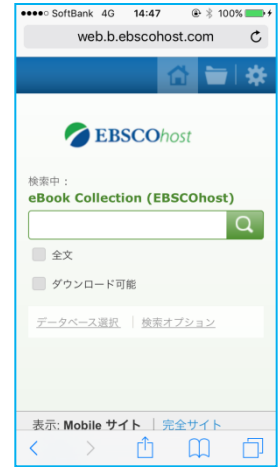 SoftBank 4G 14:47 100%
web.b.ebscohost.com
EBSCOhost
検索中：
eBook Collection (EBSCOhost)
全文
ダウンロード可能
データベース選択 | 検索オプション
表示: Mobile サイト | 完全サイト